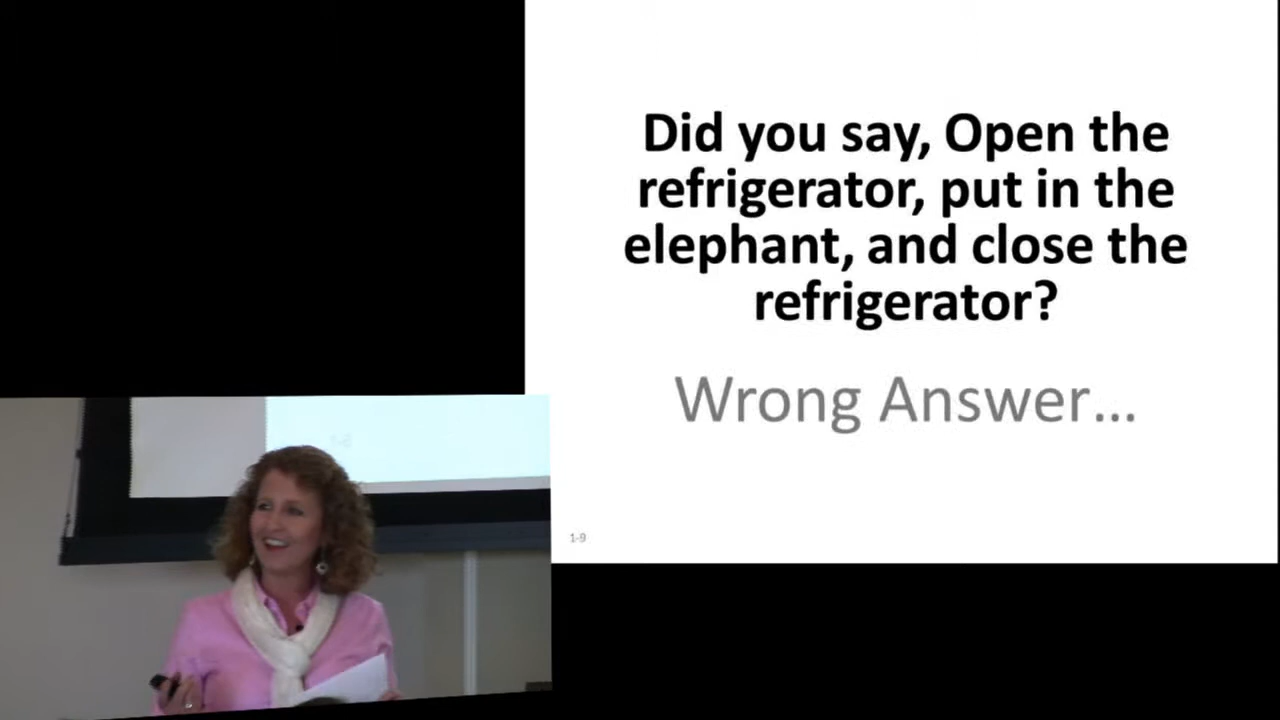 Did you say, Open the
refrigerator, put in the
elephant, and close the
refrigerator?
Wrong Answer...
1-9